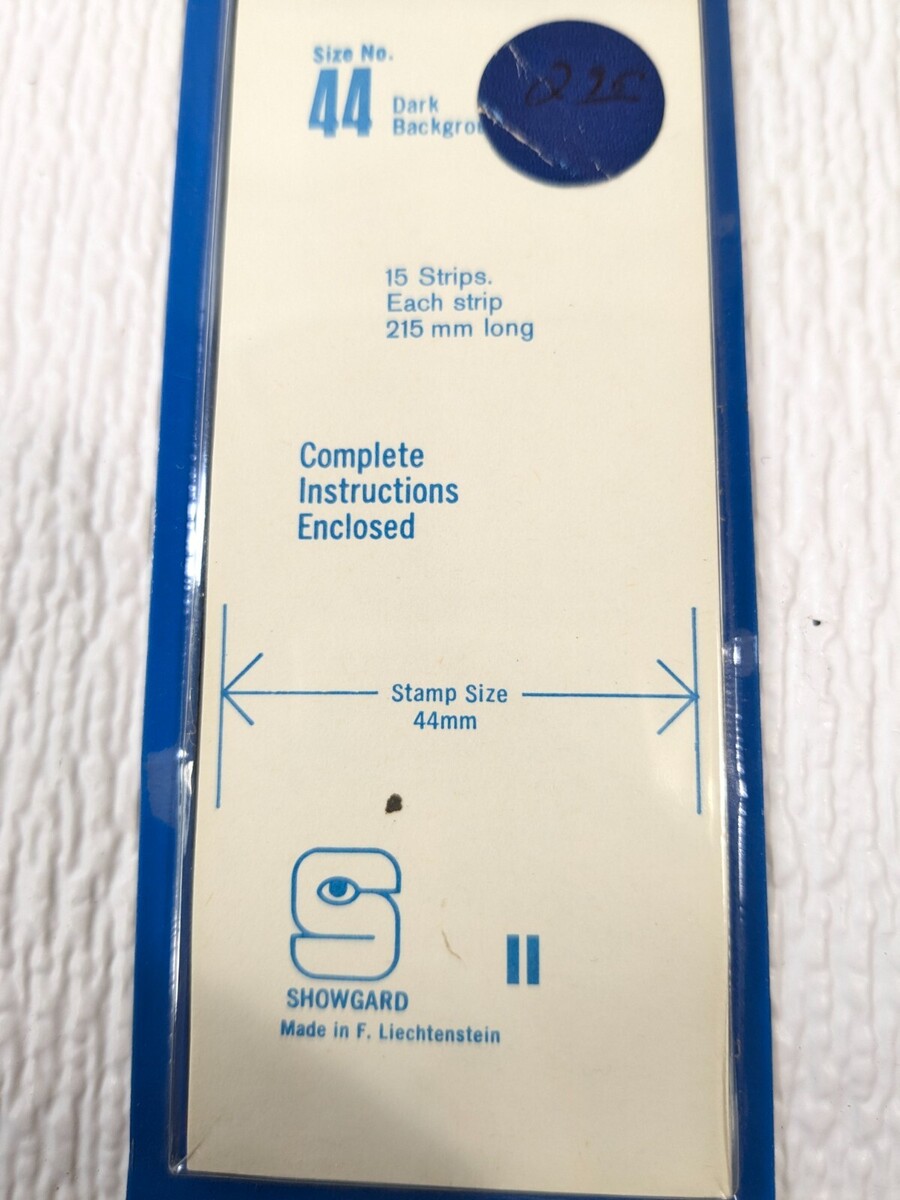 Size No.
44
Dark
Backgrou
15 Strips.
Each strip
215 mm long
Complete
Instructions
Enclosed
Stamp Size
44mm
SHOWGARD
II
Made in F. Liechtenstein